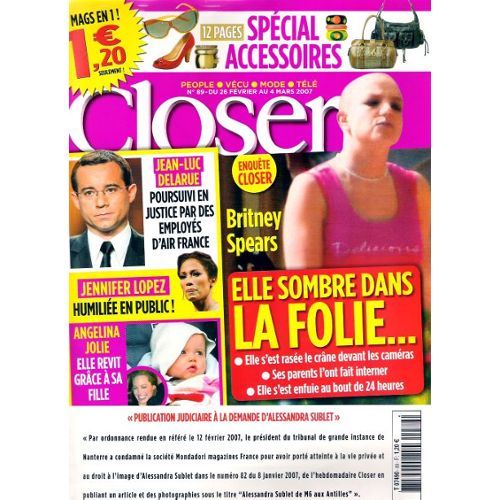 MAGS EN 1 !
1€,20
SEULEMENT !
12 PAGES SPÉCIAL
ACCESSOIRES
PEOPLE • VÉCU • MODE • TÉLÉ
N° 89 - DU 26 FÉVRIER AU 4 MARS 2007
Closer
JEAN-LUC
DELARUE
POURSUIVI EN
JUSTICE PAR DES
EMPLOYÉS
D'AIR FRANCE
JENNIFER LOPEZ
HUMILIÉE EN PUBLIC !
ANGELINA
JOLIE
ELLE REVIT
GRÂCE À SA
FILLE
ENQUÊTE
CLOSER
Britney
Spears
Delicious
ELLE SOMBRE DANS
LA FOLIE...
• Elle s'est rasée le crâne devant les caméras
• Ses parents l'ont fait interner
• Elle s'est enfuie au bout de 24 heures
« PUBLICATION JUDICIAIRE À LA DEMANDE D'ALESSANDRA SUBLET »
« Par ordonnance rendue en référé le 12 février 2007, le président du tribunal de grande instance de
Nanterre a condamné la société Mondadori magazines France pour avoir porté atteinte à la vie privée et
au droit à l'image d'Alessandra Sublet dans le numéro 82 du 8 janvier 2007, de l'hebdomadaire Closer en
publiant un article et des photographies sous le titre "Alessandra Sublet de M6 aux Antilles" ».